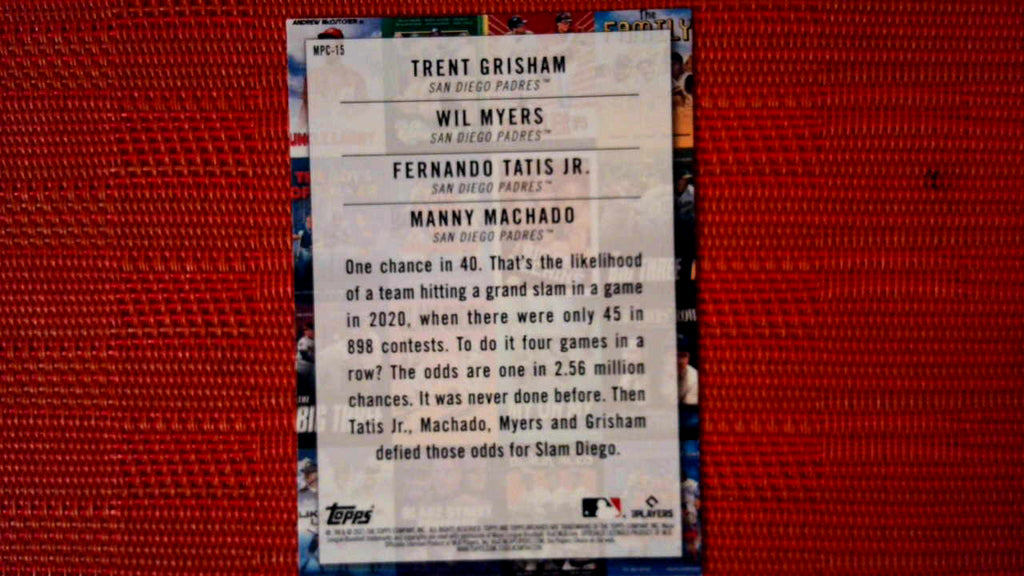 ANDREW McCUTCHEN
The
FAMILY
MPC-15
TRENT GRISHAM
SAN DIEGO PADRES™
WIL MYERS
SAN DIEGO PADRES™
FERNANDO TATIS JR.
SAN DIEGO PADRES™
MANNY MACHADO
SAN DIEGO PADRES™
One chance in 40. That's the likelihood
of a team hitting a grand slam in a game
in 2020, when there were only 45 in
898 contests. To do it four games in a
row? The odds are one in 2.56 million
chances. It was never done before. Then
Tatis Jr., Machado, Myers and Grisham
defied those odds for Slam Diego.
Topps
PLAYERS